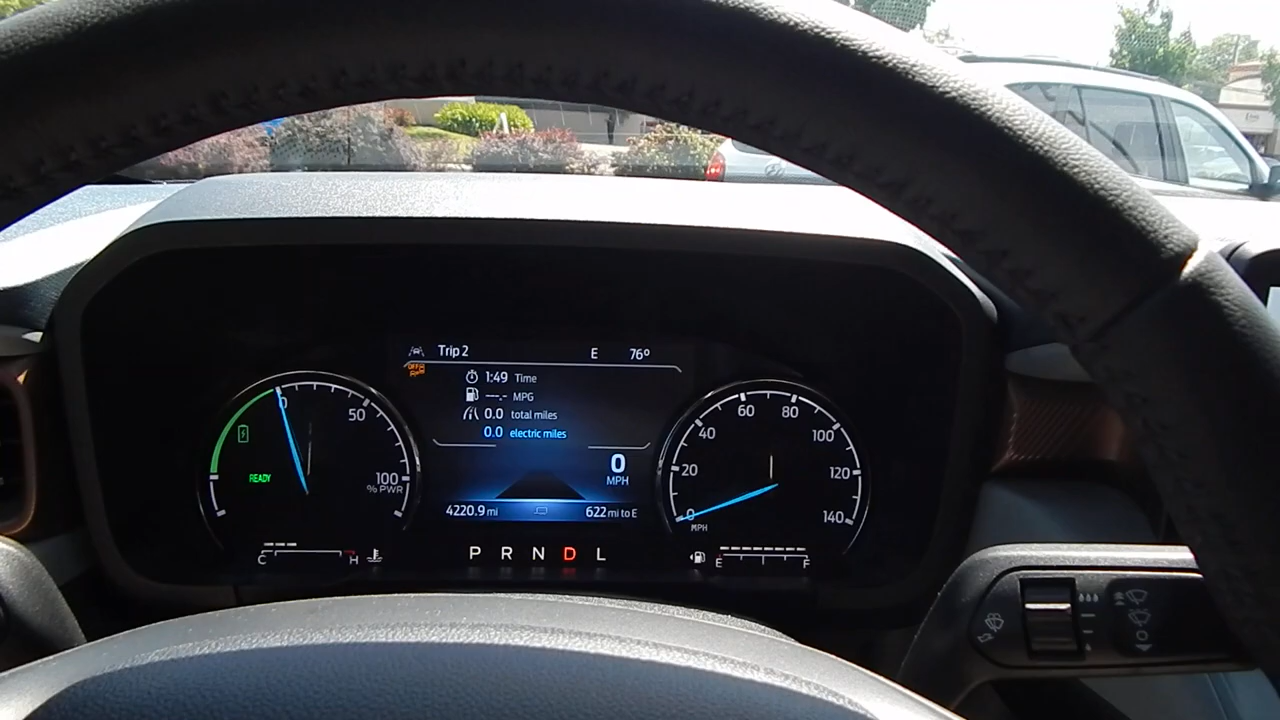 Trip 2 E 76°
OFF
1:49 Time
---.- MPG
0.0 total miles
0.0 electric miles
0 50 100
% PWR
READY
0
MPH
4220.9 mi 622 mi to E
0 20 40 60 80 100 120 140
MPH
C H
P R N D L
E F